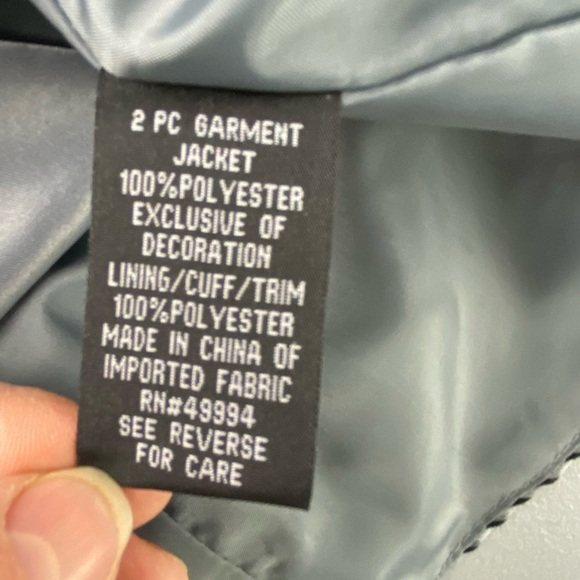 2 PC GARMENT
JACKET
100%POLYESTER
EXCLUSIVE OF
DECORATION
LINING/CUFF/TRIM
100%POLYESTER
MADE IN CHINA OF
IMPORTED FABRIC
RN#49994
SEE REVERSE
FOR CARE